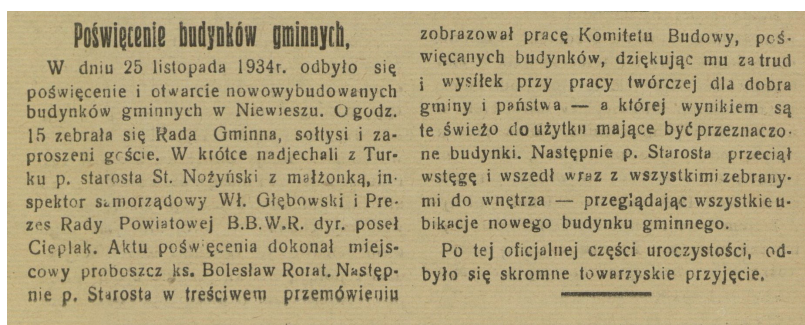 Poświęcenie budynków gminnych,
W dniu 25 listopada 1934r. odbyło się
poświęcenie i otwarcie nowowybudowanych
budynków gminnych w Niewieszu. O godz.
15 zebrała się Rada Gminna, sołtysi i za-
proszeni goście. W krótce nadjechali z Tur-
ku p. starosta St. Nożyński z małżonką, in-
spektor samorządowy Wł. Głębowski i Pre-
zes Rady Powiatowej B.B.W.R. dyr. poseł
Cieplak. Aktu poświęcenia dokonał miejs-
cowy proboszcz ks. Bolesław Rorat. Następ-
nie p. Starosta w treściwem przemówieniu
zobrazował pracę Komitetu Budowy, poś-
więcanych budynków, dziękując mu za trud
i wysiłek przy pracy twórczej dla dobra
gminy i państwa — a której wynikiem są
te świeżo do użytku mające być przeznaczo-
ne budynki. Następnie p. Starosta przeciął
wstęgę i wszedł wraz z wszystkimi zebrany-
mi do wnętrza — przeglądając wszystkie u-
bikacje nowego budynku gminnego.
Po tej oficjalnej części uroczystości, od-
było się skromne towarzyskie przyjęcie.